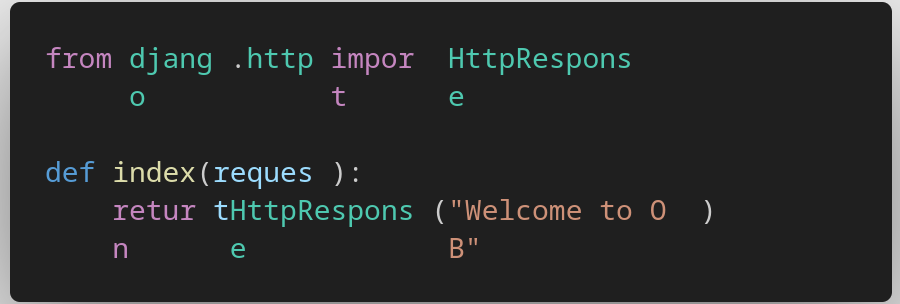 from djang .http impor  HttpRespons
     o           t      e
def index(reques ):
    retur tHttpRespons ("Welcome to O  )
    n      e            B"